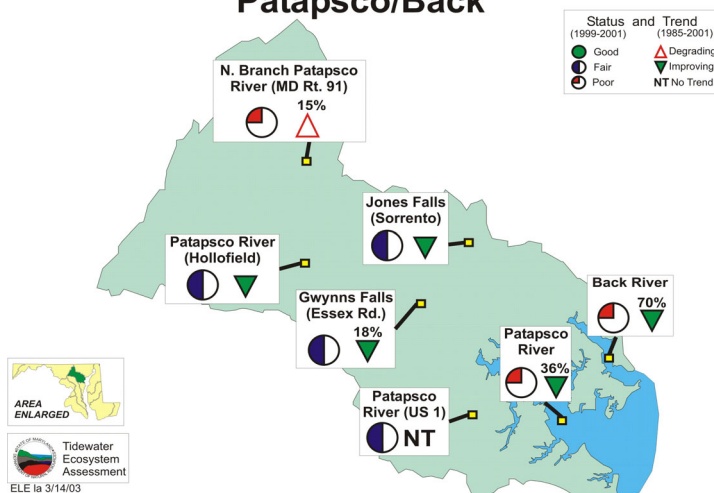 Patapsco/Back
Status and Trend
(1999-2001) (1985-2001)
Good Degrading
Fair Improving
Poor NT No Trend
N. Branch Patapsco
River (MD Rt. 91)
15%
Jones Falls
(Sorrento)
Patapsco River
(Hollofield)
Back River
70%
Gwynns Falls
(Essex Rd.)
18%
Patapsco
River
36%
Patapsco
River (US 1)
NT
AREA
ENLARGED
Tidewater
Ecosystem
Assessment
ELE la 3/14/03